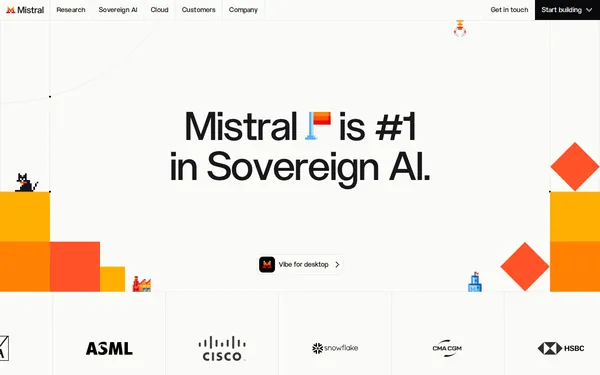 Mistral
Research
Sovereign AI
Cloud
Customers
Company
Get in touch
Start building
Mistral is #1
in Sovereign AI.
Vibe for desktop
ASML
CISCO
snowflake
CMA CGM
HSBC